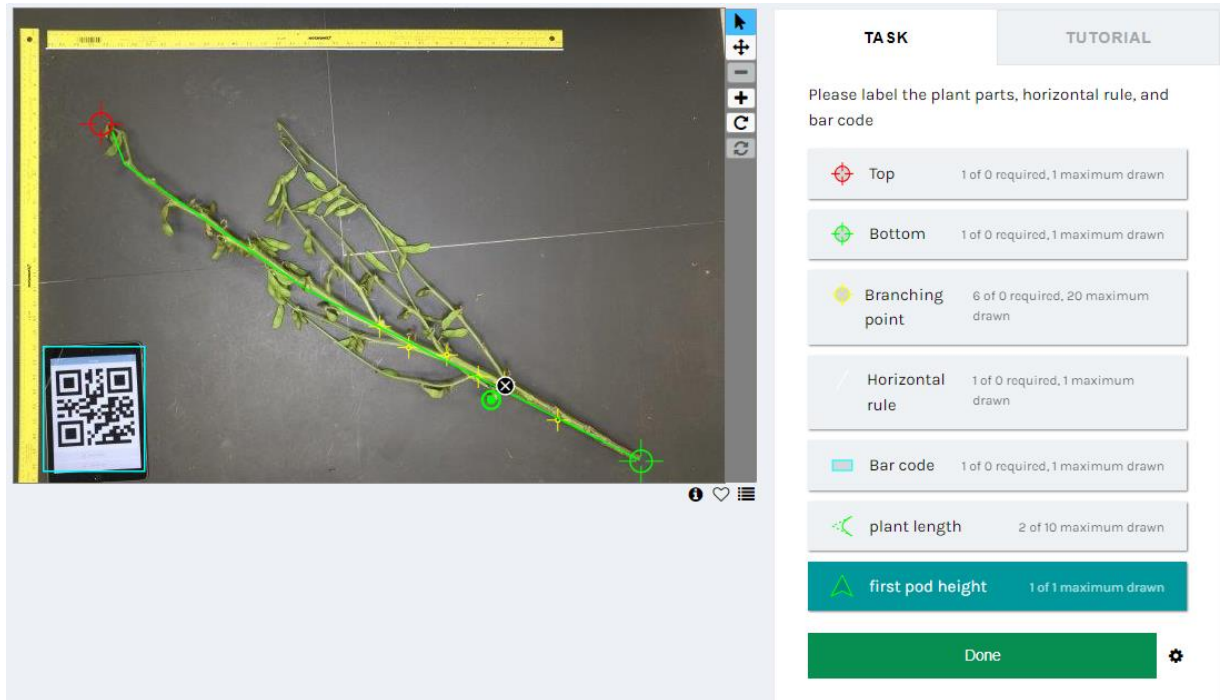 TASK
TUTORIAL
Please label the plant parts, horizontal rule, and
bar code
Top 1 of 0 required, 1 maximum drawn
Bottom 1 of 0 required, 1 maximum drawn
Branching
point
6 of 0 required, 20 maximum
drawn
Horizontal
rule
1 of 0 required, 1 maximum
drawn
Bar code 1 of 0 required, 1 maximum drawn
plant length 2 of 10 maximum drawn
first pod height 1 of 1 maximum drawn
Done